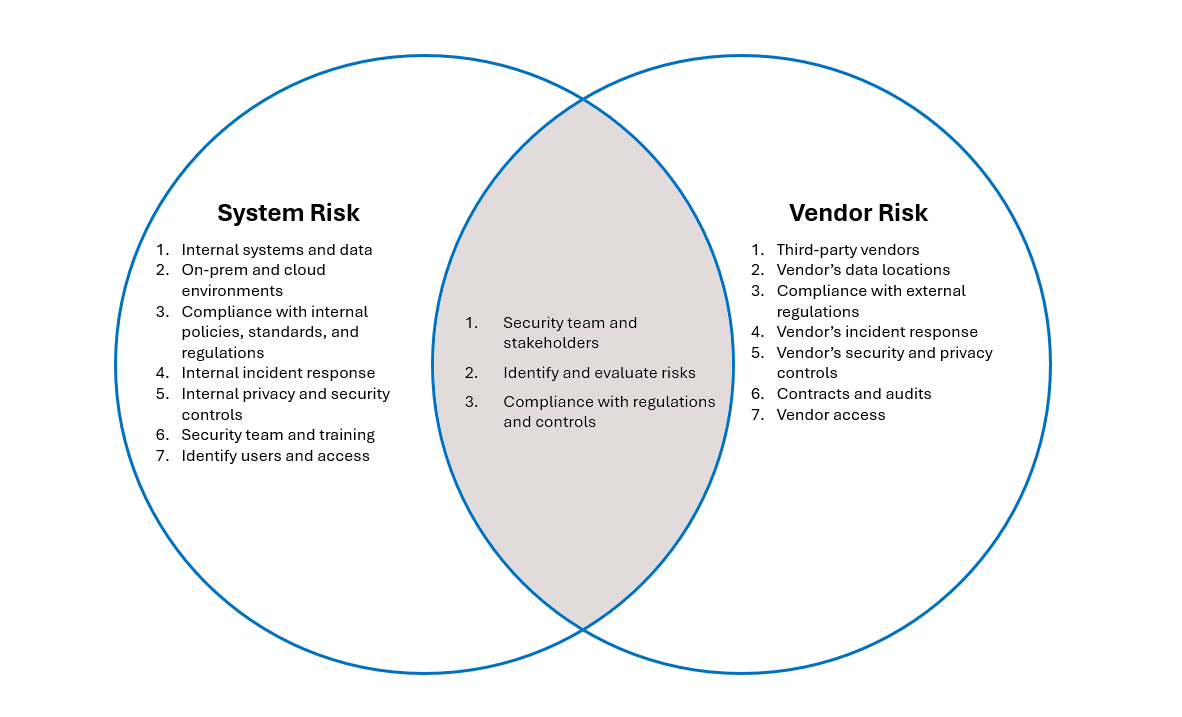 System Risk
1. Internal systems and data
2. On-prem and cloud
environments
3. Compliance with internal
policies, standards, and
regulations
4. Internal incident response
5. Internal privacy and security
controls
6. Security team and training
7. Identify users and access
1. Security team and
stakeholders
2. Identify and evaluate risks
3. Compliance with regulations
and controls
Vendor Risk
1. Third-party vendors
2. Vendor’s data locations
3. Compliance with external
regulations
4. Vendor’s incident response
5. Vendor’s security and privacy
controls
6. Contracts and audits
7. Vendor access